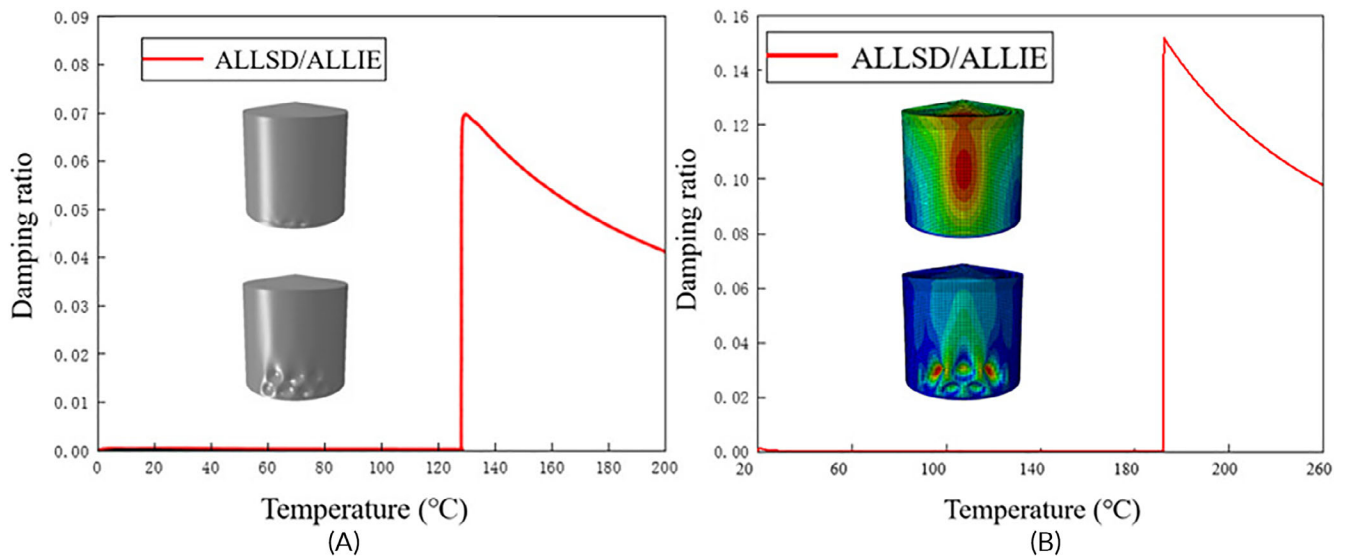 0.09
0.08
0.07
0.06
0.05
0.04
0.03
0.02
0.01
0.00
Damping ratio
ALLSD/ALLIE
0 20 40 60 80 100 120 140 160 180 200
Temperature (℃)
(A)
0.16
0.14
0.12
0.10
0.08
0.06
0.04
0.02
0.00
Damping ratio
ALLSD/ALLIE
20 60 100 140 180 200 260
Temperature (℃)
(B)